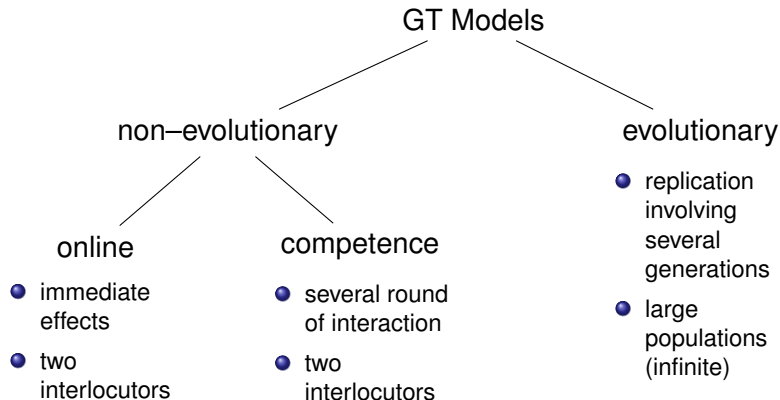 GT Models
non–evolutionary
evolutionary
replication
involving
several
generations
large
populations
(infinite)
online
immediate
effects
two
interlocutors
competence
several round
of interaction
two
interlocutors